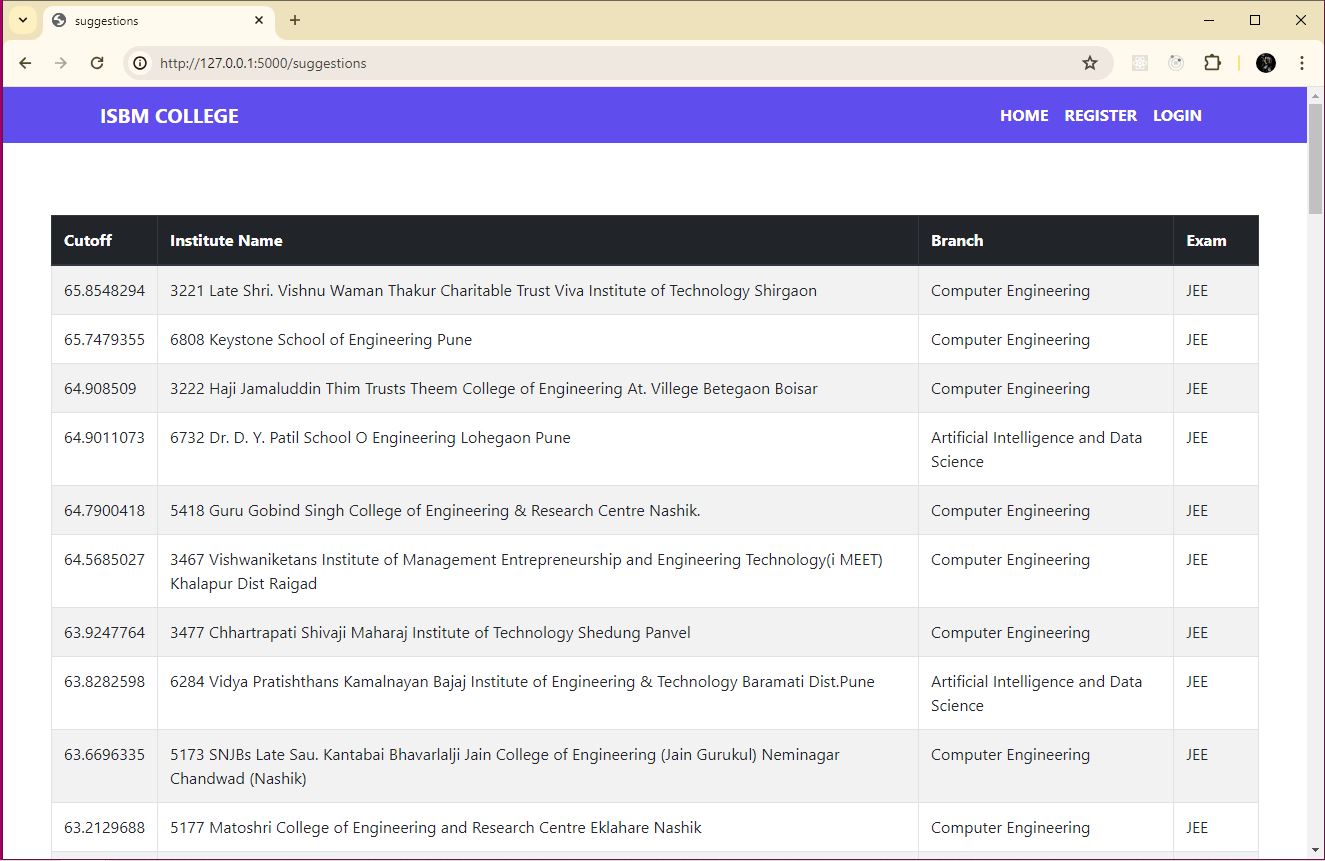 suggestions
http://127.0.0.1:5000/suggestions
ISBM COLLEGE HOME REGISTER LOGIN
Cutoff Institute Name Branch Exam
65.8548294 3221 Late Shri. Vishnu Waman Thakur Charitable Trust Viva Institute of Technology Shirgaon Computer Engineering JEE
65.7479355 6808 Keystone School of Engineering Pune Computer Engineering JEE
64.908509 3222 Haji Jamaluddin Thim Trusts Theem College of Engineering At. Villege Betegaon Boisar Computer Engineering JEE
64.9011073 6732 Dr. D. Y. Patil School O Engineering Lohegaon Pune Artificial Intelligence and Data JEE
Science
64.7900418 5418 Guru Gobind Singh College of Engineering & Research Centre Nashik. Computer Engineering JEE
64.5685027 3467 Vishwaniketans Institute of Management Entrepreneurship and Engineering Technology(i MEET) Computer Engineering JEE
Khalapur Dist Raigad
63.9247764 3477 Chhartrapati Shivaji Maharaj Institute of Technology Shedung Panvel Computer Engineering JEE
63.8282598 6284 Vidya Pratishthans Kamalnayan Bajaj Institute of Engineering & Technology Baramati Dist.Pune Artificial Intelligence and Data JEE
Science
63.6696335 5173 SNJBs Late Sau. Kantabai Bhavarlalji Jain College of Engineering (Jain Gurukul) Neminagar Computer Engineering JEE
Chandwad (Nashik)
63.2129688 5177 Matoshri College of Engineering and Research Centre Eklahare Nashik Computer Engineering JEE